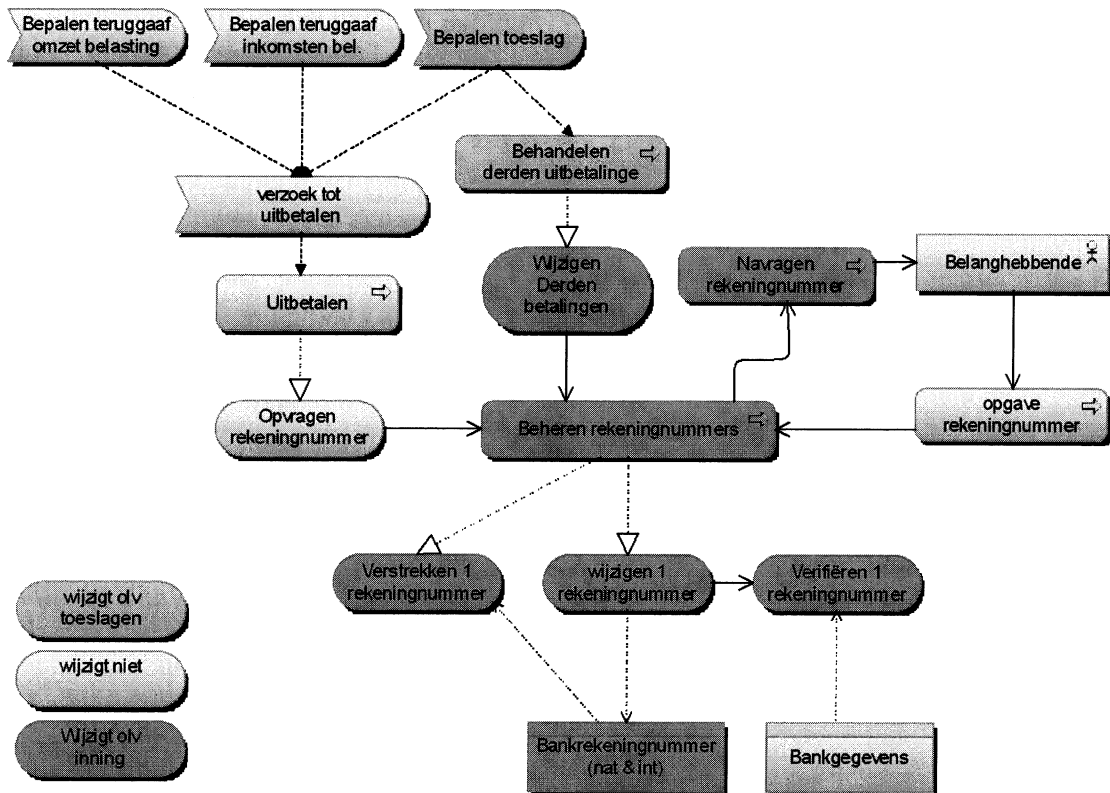 Bepalen teruggaaf
omzet belasting
Bepalen teruggaaf
inkomsten bel.
Bepalen toeslag
Behandelen
derden uitbetalinge
verzoek tot
uitbetalen
Wijzigen
Derden
betalingen
Navragen
rekeningnummer
Belanghebbende
Uitbetalen
Opvragen
rekeningnummer
Beheren rekeningnummers
opgave
rekeningnummer
Verstrekken 1
rekeningnummer
wijzigen 1
rekeningnummer
Verifiëren 1
rekeningnummer
wijzigt olv
toeslagen
wijzigt niet
Wijzigt olv
inning
Bankrekeningnummer
(nat & int)
Bankgegevens